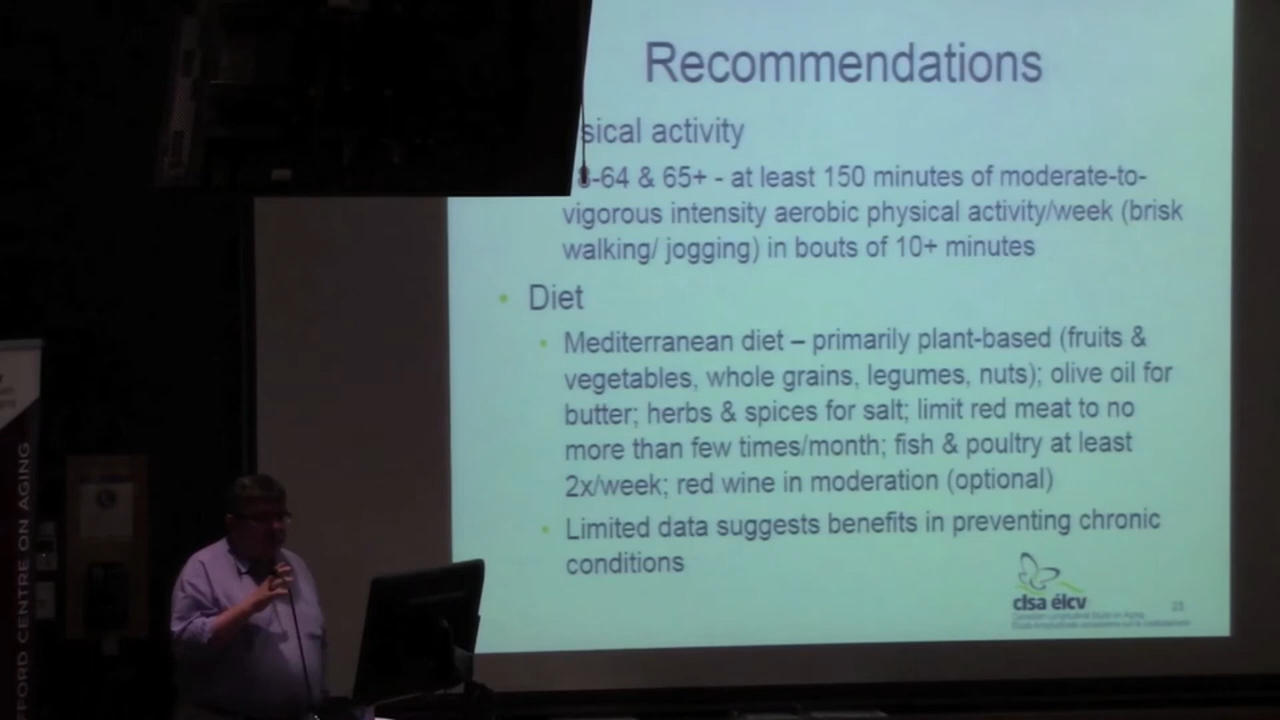 Recommendations
sical activity
-64 & 65+ - at least 150 minutes of moderate-to-
vigorous intensity aerobic physical activity/week (brisk
walking/ jogging) in bouts of 10+ minutes
• Diet
• Mediterranean diet – primarily plant-based (fruits &
vegetables, whole grains, legumes, nuts); olive oil for
butter; herbs & spices for salt; limit red meat to no
more than few times/month; fish & poultry at least
2x/week; red wine in moderation (optional)
• Limited data suggests benefits in preventing chronic
conditions
clsa élcv
FFORD CENTRE ON AGING